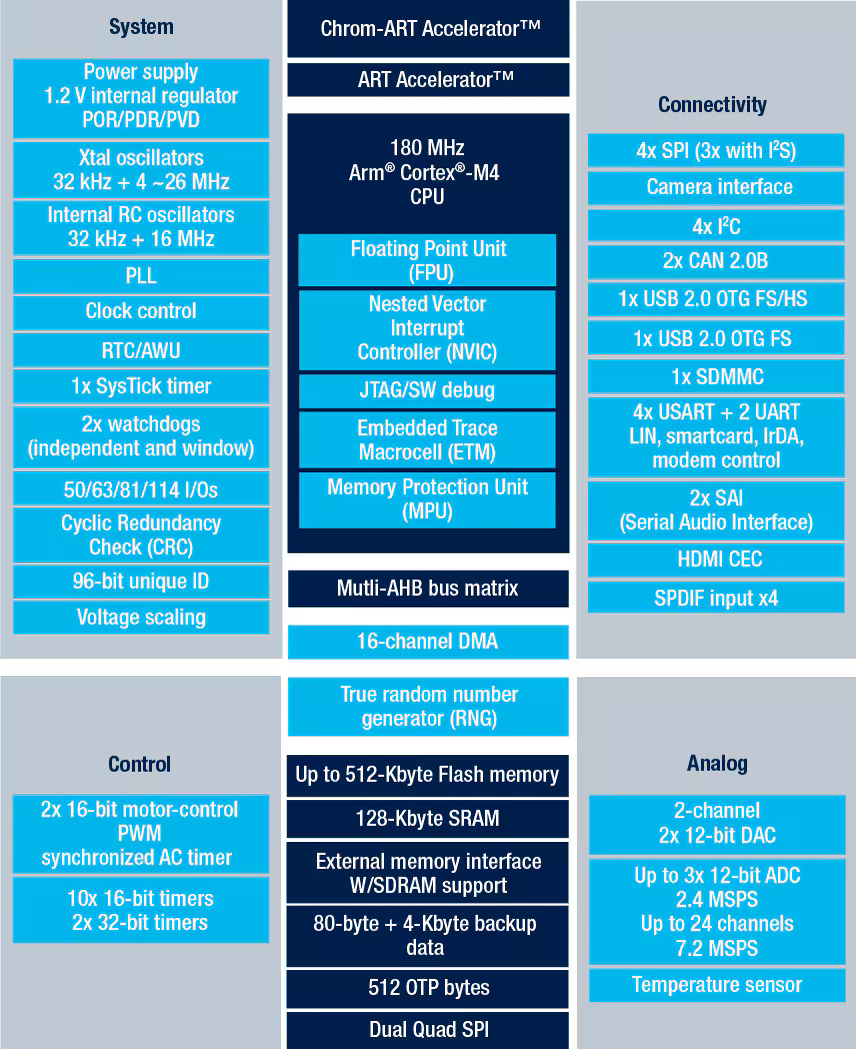 System
Power supply
1.2 V internal regulator
POR/PDR/PVD
Xtal oscillators
32 kHz + 4 ~26 MHz
Internal RC oscillators
32 kHz + 16 MHz
PLL
Clock control
RTC/AWU
1x SysTick timer
2x watchdogs
(independent and window)
50/63/81/114 I/Os
Cyclic Redundancy
Check (CRC)
96-bit unique ID
Voltage scaling
Control
2x 16-bit motor-control
PWM
synchronized AC timer
10x 16-bit timers
2x 32-bit timers
Chrom-ART Accelerator™
ART Accelerator™
180 MHz
Arm® Cortex®-M4
CPU
Floating Point Unit
(FPU)
Nested Vector
Interrupt
Controller (NVIC)
JTAG/SW debug
Embedded Trace
Macrocell (ETM)
Memory Protection Unit
(MPU)
Mutli-AHB bus matrix
16-channel DMA
True random number
generator (RNG)
Up to 512-Kbyte Flash memory
128-Kbyte SRAM
External memory interface
W/SDRAM support
80-byte + 4-Kbyte backup
data
512 OTP bytes
Dual Quad SPI
Connectivity
4x SPI (3x with I²S)
Camera interface
4x I²C
2x CAN 2.0B
1x USB 2.0 OTG FS/HS
1x USB 2.0 OTG FS
1x SDMMC
4x USART + 2 UART
LIN, smartcard, IrDA,
modem control
2x SAI
(Serial Audio Interface)
HDMI CEC
SPDIF input x4
Analog
2-channel
2x 12-bit DAC
Up to 3x 12-bit ADC
2.4 MSPS
Up to 24 channels
7.2 MSPS
Temperature sensor